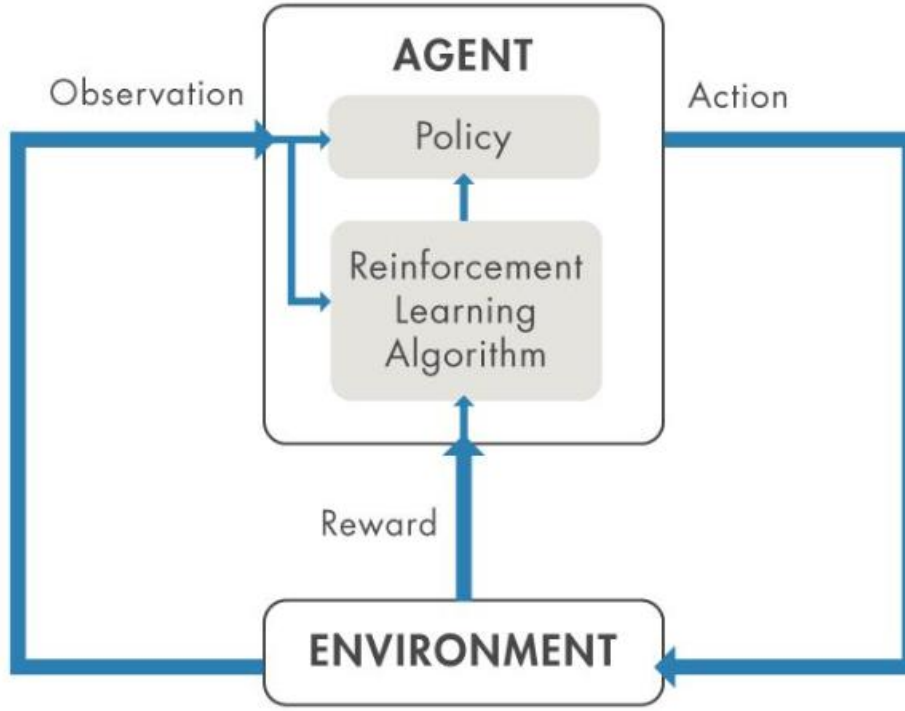 AGENT
Observation
Action
Policy
Reinforcement
Learning
Algorithm
Reward
ENVIRONMENT